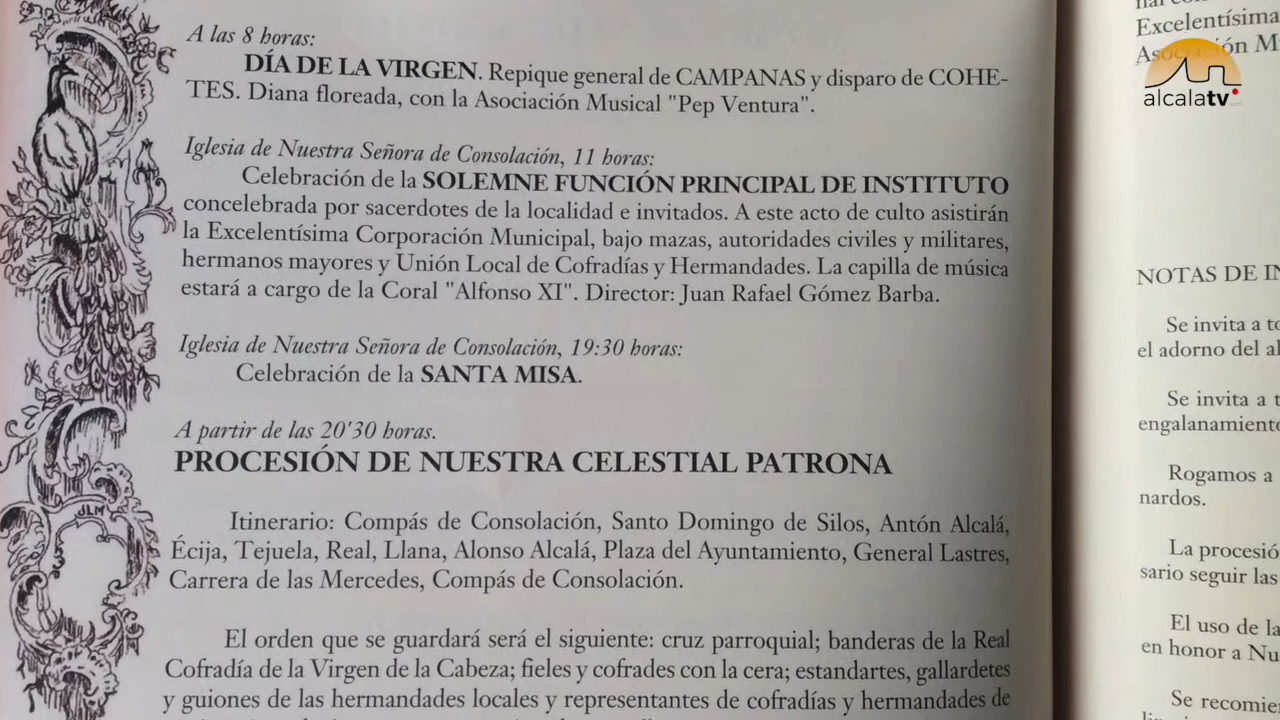 A las 8 horas:
DÍA DE LA VIRGEN. Repique general de CAMPANAS y disparo de COHE-
TES. Diana floreada, con la Asociación Musical "Pep Ventura".
Iglesia de Nuestra Señora de Consolación, 11 horas:
Celebración de la SOLEMNE FUNCIÓN PRINCIPAL DE INSTITUTO
concelebrada por sacerdotes de la localidad e invitados. A este acto de culto asistirán
la Excelentísima Corporación Municipal, bajo mazas, autoridades civiles y militares,
hermanos mayores y Unión Local de Cofradías y Hermandades. La capilla de música
estará a cargo de la Coral "Alfonso XI". Director: Juan Rafael Gómez Barba.
Iglesia de Nuestra Señora de Consolación, 19:30 horas:
Celebración de la SANTA MISA.
A partir de las 20'30 horas.
PROCESIÓN DE NUESTRA CELESTIAL PATRONA
Itinerario: Compás de Consolación, Santo Domingo de Silos, Antón Alcalá,
Écija, Tejuela, Real, Llana, Alonso Alcalá, Plaza del Ayuntamiento, General Lastres,
Carrera de las Mercedes, Compás de Consolación.
El orden que se guardará será el siguiente: cruz parroquial; banderas de la Real
Cofradía de la Virgen de la Cabeza; fieles y cofrades con la cera; estandartes, gallardetes
y guiones de las hermandades locales y representantes de cofradías y hermandades de
JLM
Excelentísima
Asociación M
alcalatv.com
NOTAS DE IN
Se invita a to
el adorno del al
Se invita a t
engalanamiento
Rogamos a
nardos.
La procesió
sario seguir las
El uso de la
en honor a Nu
Se recomie